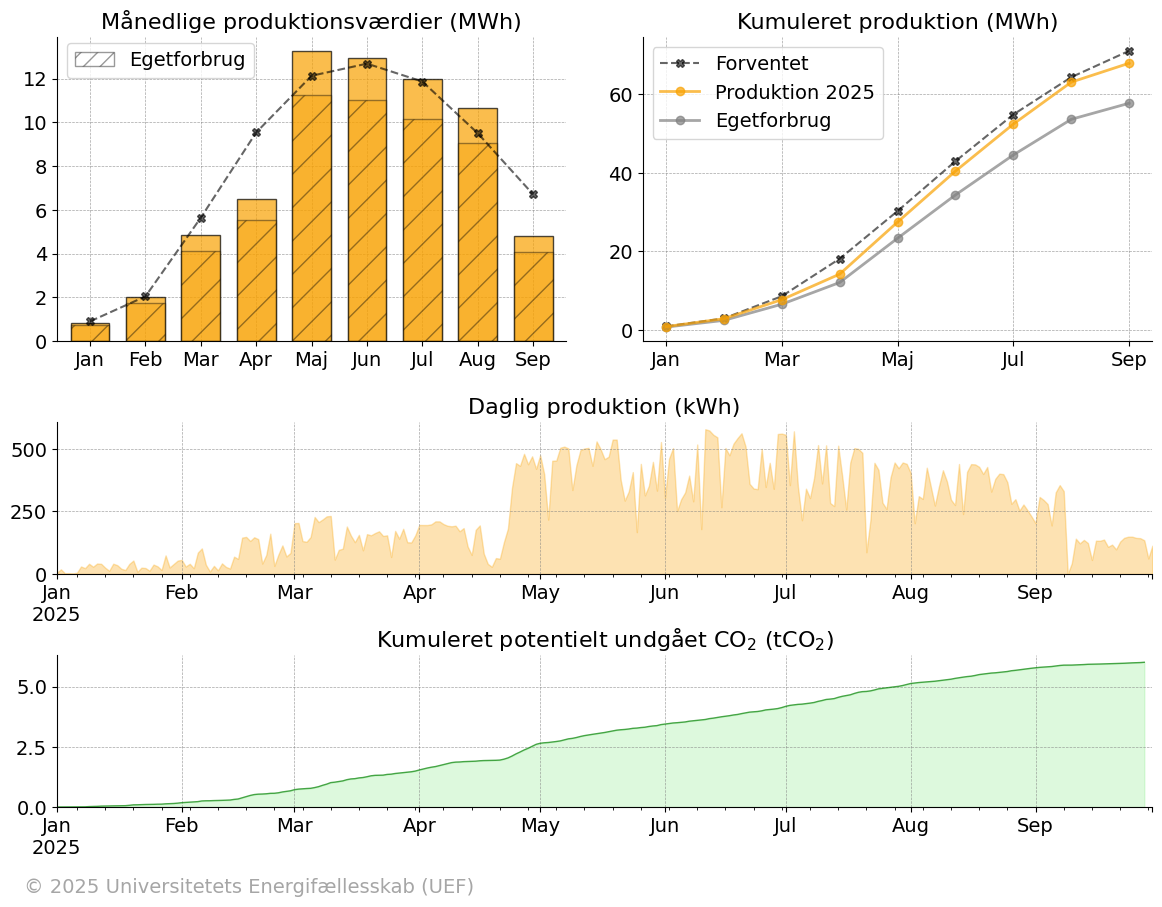 Månedlige produktionsværdier (MWh)
Egetforbrug
12
10
8
6
4
2
0
Jan Feb Mar Apr Maj Jun Jul Aug Sep
Kumuleret produktion (MWh)
Forventet
Produktion 2025
Egetforbrug
60
40
20
0
Jan Mar Maj Jul Sep
Daglig produktion (kWh)
500
250
0
Jan Feb Mar Apr May Jun Jul Aug Sep
2025
Kumuleret potentielt undgået CO₂ (tCO₂)
5.0
2.5
0.0
Jan Feb Mar Apr May Jun Jul Aug Sep
2025
© 2025 Universitetets Energifællesskab (UEF)